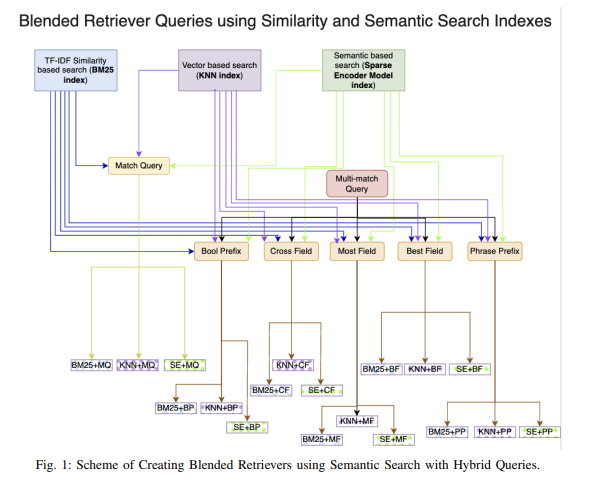 Blended Retriever Queries using Similarity and Semantic Search Indexes
TF-IDF Similarity
based search (BM25
index)
Vector based search
(KNN index)
Semantic based
search (Sparse
Encoder Model
index)
Match Query
Multi-match
Query
Bool Prefix
Cross Field
Most Field
Best Field
Phrase Prefix
BM25+MQ
KNN+MQ
SE+MQ
KNN+CF
BM25+BF
KNN+BF
SE+BF
BM25+CF
SE+CF
BM25+BP
KNN+BP
SE+BP
KNN+MF
BM25+MF
SE+MF
BM25+PP
KNN+PP
SE+PP
Fig. 1: Scheme of Creating Blended Retrievers using Semantic Search with Hybrid Queries.